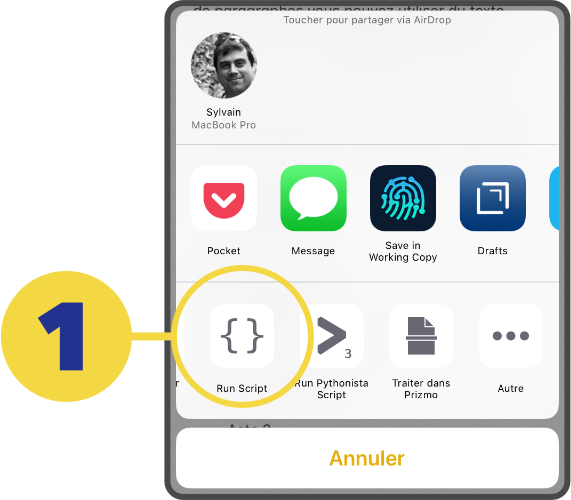 de paragraphes vous pouvez utiliser du texte
Toucher pour partager via AirDrop
Sylvain
MacBook Pro
Pocket
Message
Save in
Working Copy
Drafts
1
{}
3
r
Run Script
Run Pythonista
Script
Traiter dans
Prizmo
Autre
Annuler